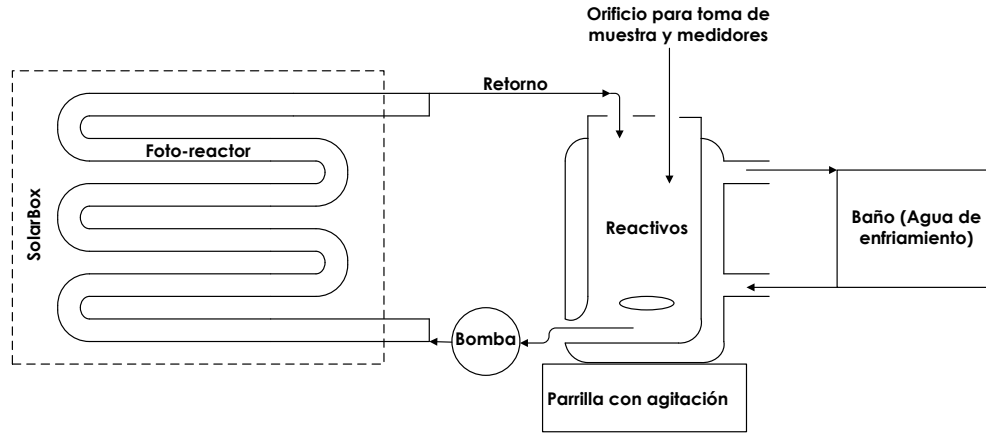 Orificio para toma de
muestra y medidores
Retorno
Foto-reactor
SolarBox
Reactivos
Baño (Agua de
enfriamiento)
Bomba
Parrilla con agitación